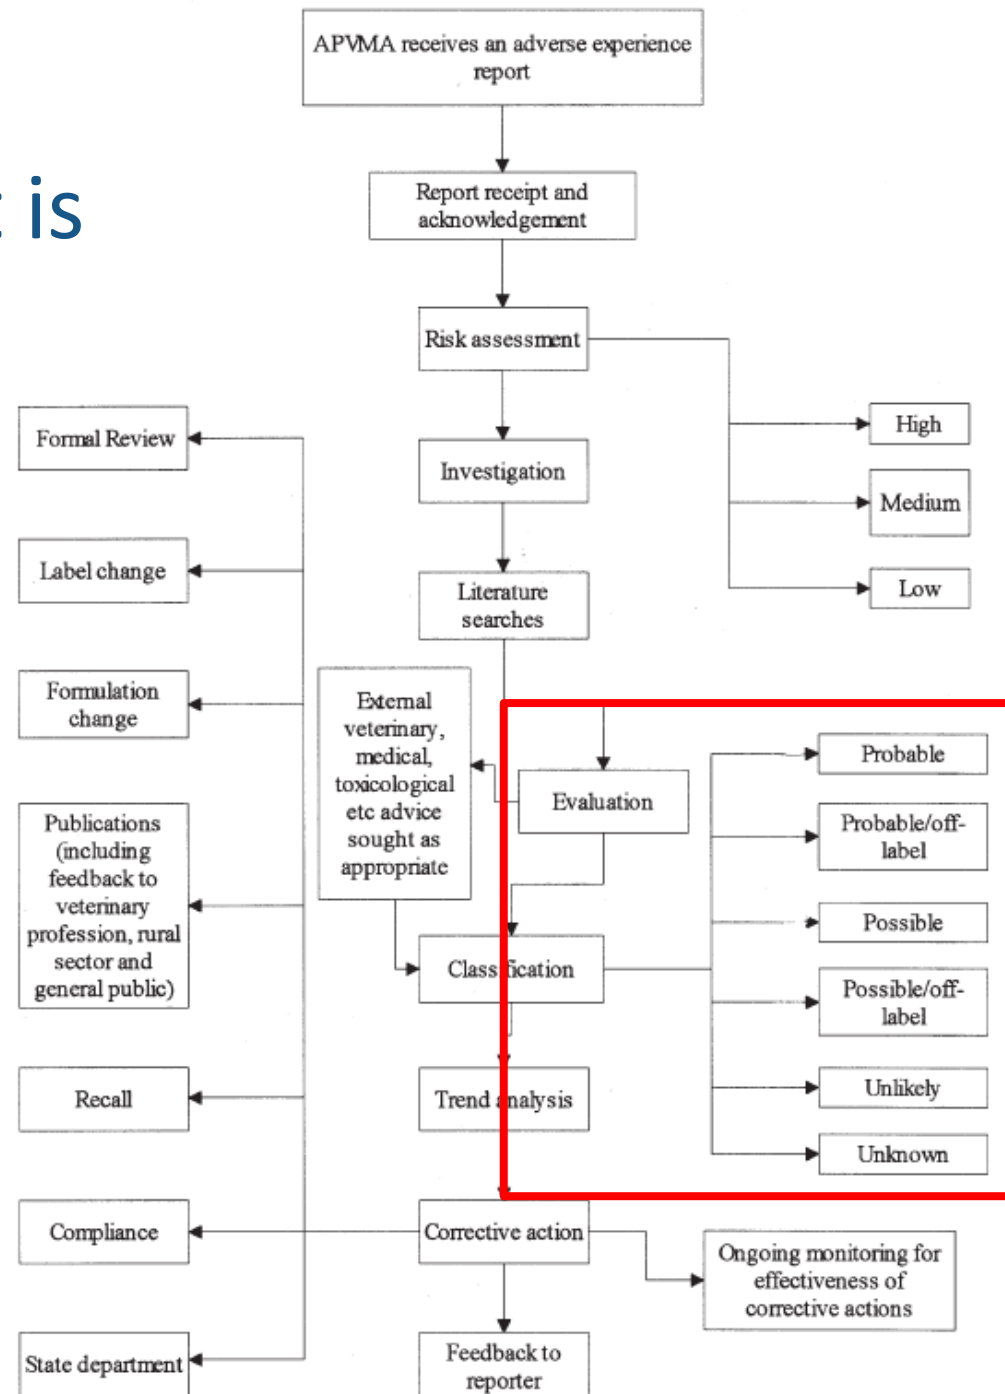 APVMA receives an adverse experience
report
: is
Report receipt and
acknowledgement
Risk assessment
High
Medium
Low
Formal Review
Investigation
Label change
Literature
searches
Formulation
change
External
veterinary,
medical,
toxicological
etc advice
sought as
appropriate
Evaluation
Probable
Probable/off-
label
Possible
Possible/off-
label
Unlikely
Unknown
Publications
(including
feedback to
veterinary
profession, rural
sector and
general public)
Classification
Recall
Trend analysis
Compliance
Corrective action
Ongoing monitoring for
effectiveness of
corrective actions
State department
Feedback to
reporter